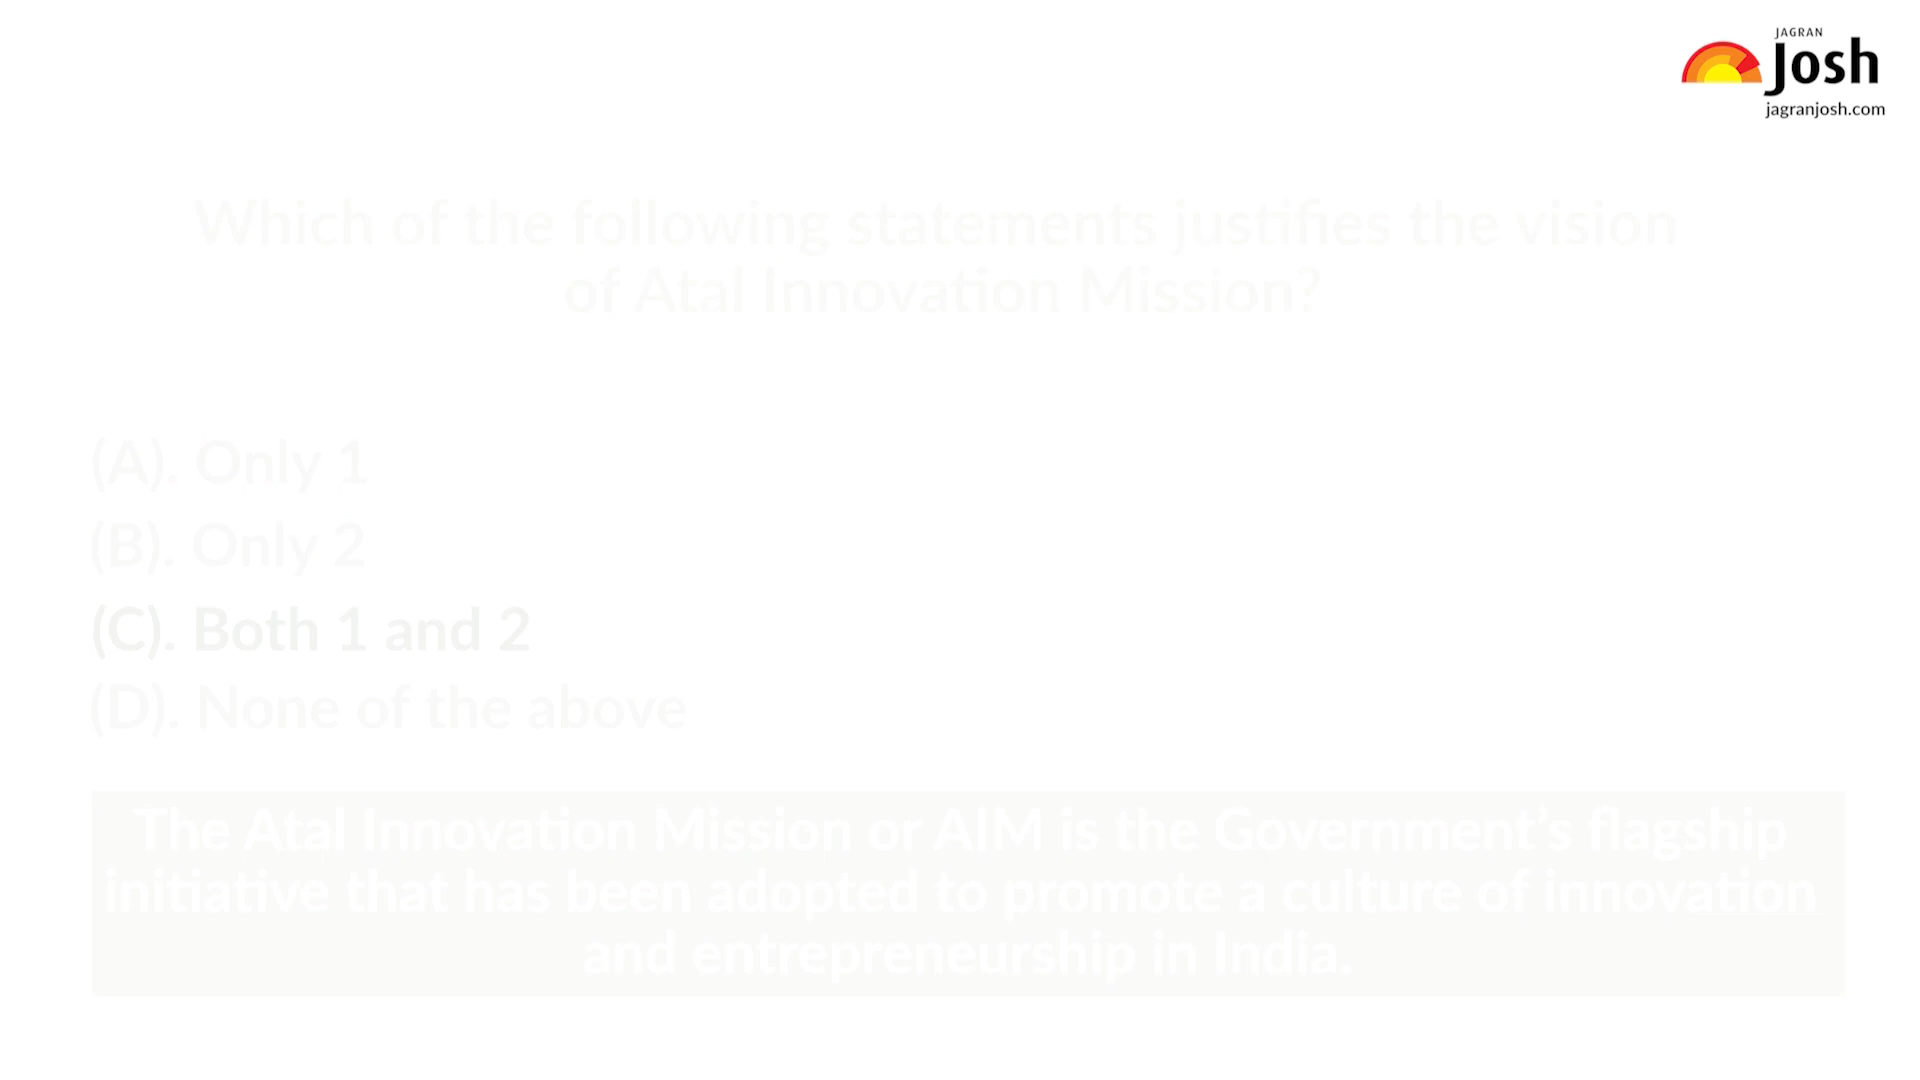 JAGRAN
Josh
jagranjosh.com
Which of the following statements justifies the vision
of Atal Innovation Mission?
(A). Only 1
(B). Only 2
(C). Both 1 and 2
(D). None of the above
The Atal Innovation Mission or AIM is the Government’s flagship
initiative that has been adopted to promote a culture of innovation
and entrepreneurship in India.